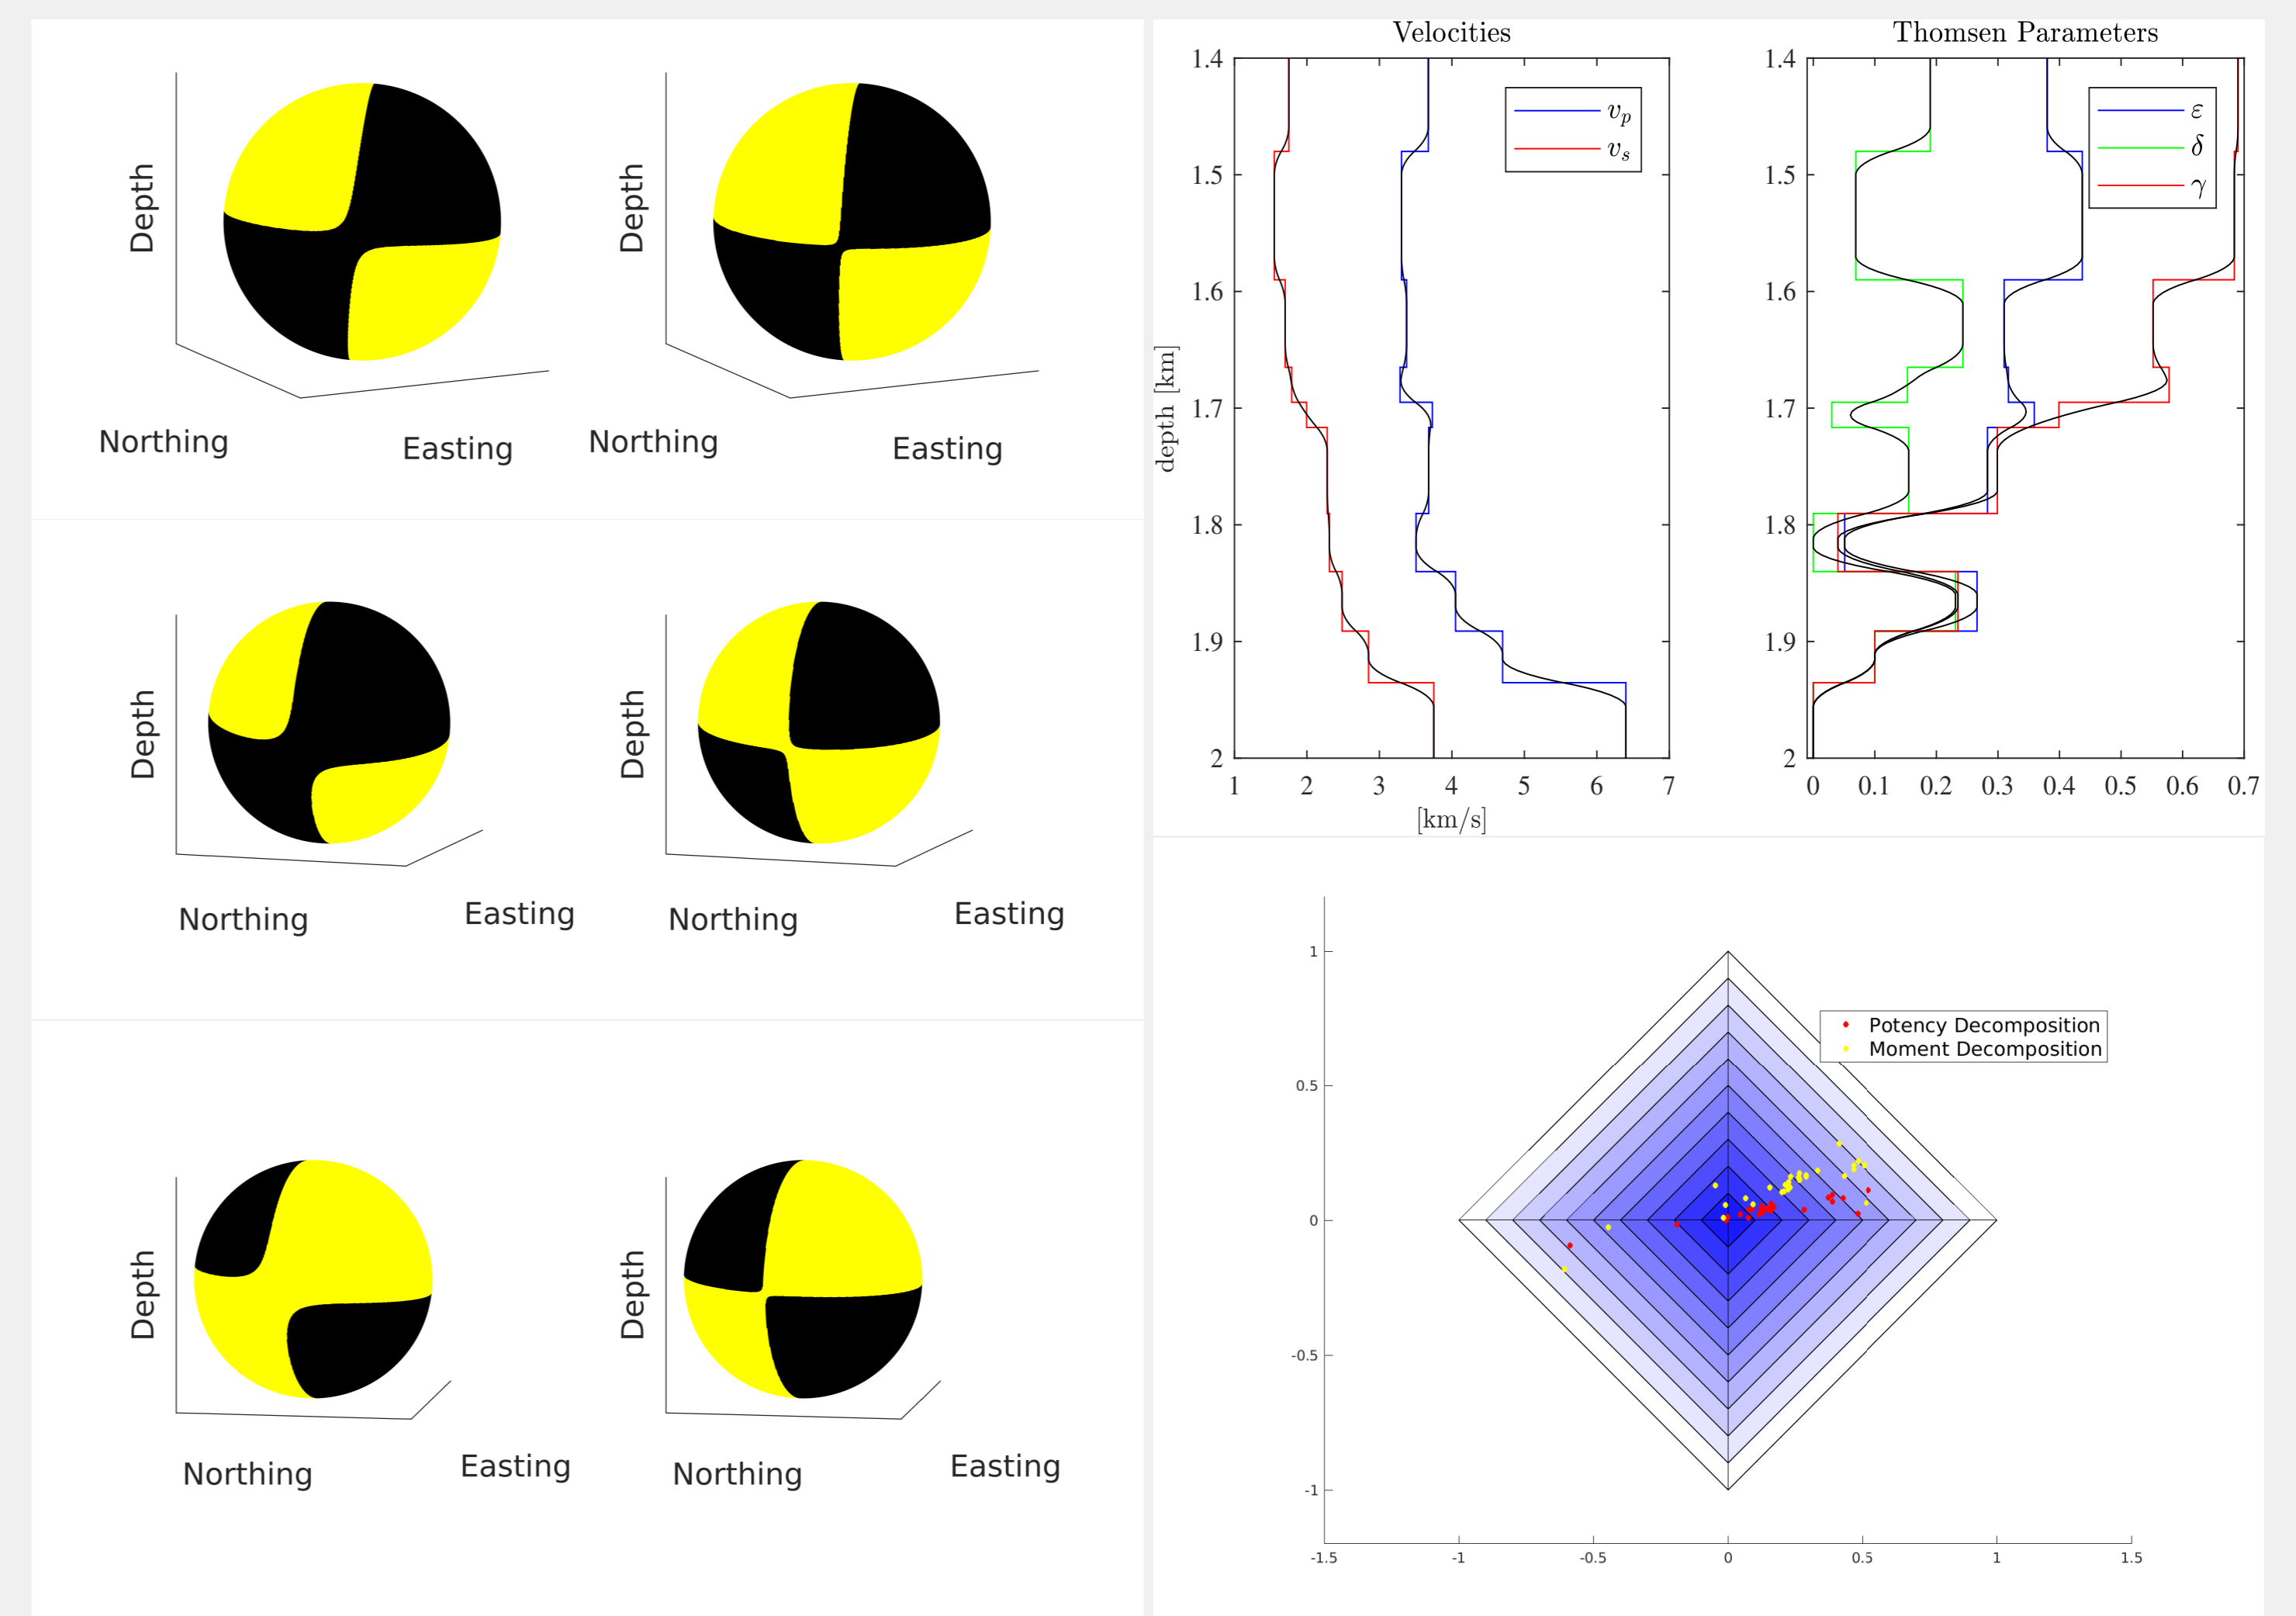 Depth
Northing
Easting
Depth
Northing
Easting
Depth
Northing
Easting
Depth
Northing
Easting
Depth
Northing
Easting
Depth
Northing
Easting
Velocities
v_p
v_s
1.4
1.5
1.6
1.7
1.8
1.9
2
depth [km]
1 2 3 4 5 6 7
[km/s]
Thomsen Parameters
ε
δ
γ
1.4
1.5
1.6
1.7
1.8
1.9
2
0 0.1 0.2 0.3 0.4 0.5 0.6 0.7
Potency Decomposition
Moment Decomposition
1
0.5
0
-0.5
-1
-1.5 -1 -0.5 0 0.5 1 1.5